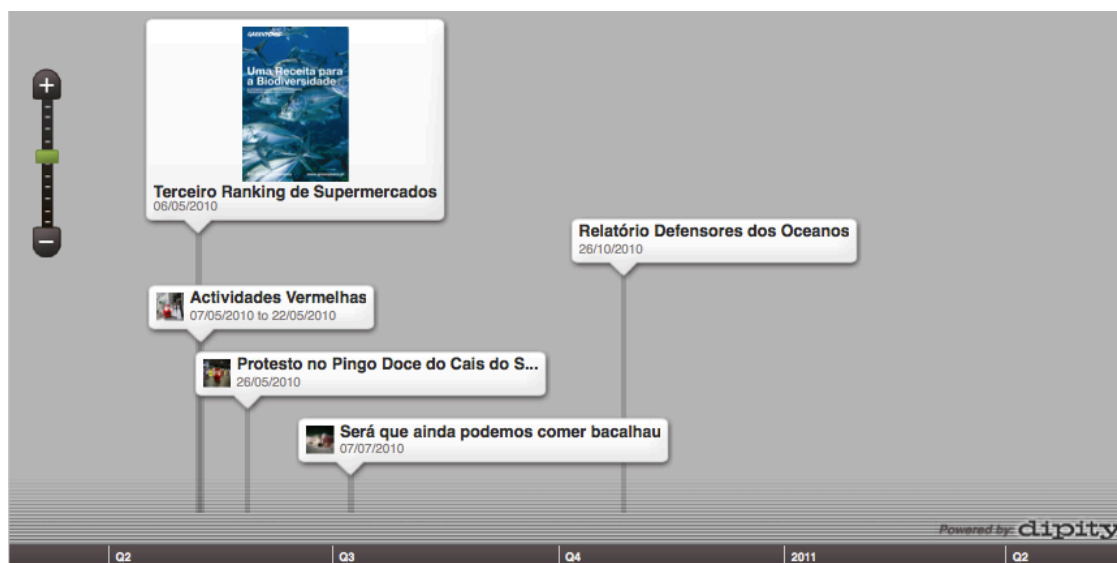 GREENPEACE
Uma Receita para
a Biodiversidade
Terceiro Ranking de Supermercados
06/05/2010
Relatório Defensores dos Oceanos
26/10/2010
Actividades Vermelhas
07/05/2010 to 22/05/2010
Protesto no Pingo Doce do Cais do S...
26/05/2010
Será que ainda podemos comer bacalhau
07/07/2010
Powered by: dipity
Q2 Q3 Q4 2011 Q2